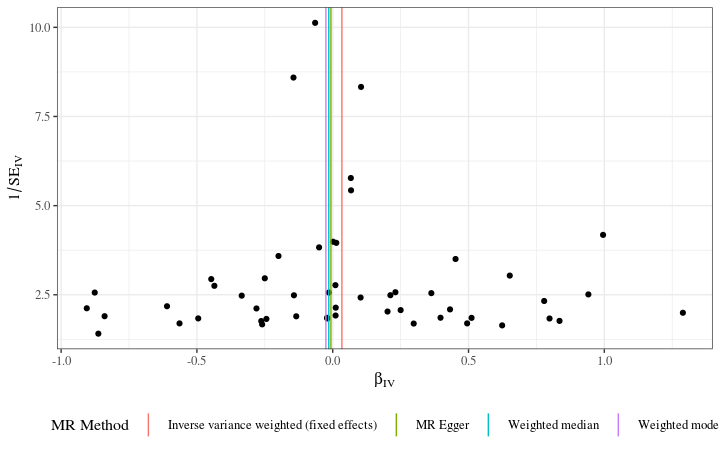 10.0
7.5
5.0
2.5
1/SE_IV
-1.0 -0.5 0.0 0.5 1.0
β_IV
MR Method Inverse variance weighted (fixed effects) MR Egger Weighted median Weighted mode